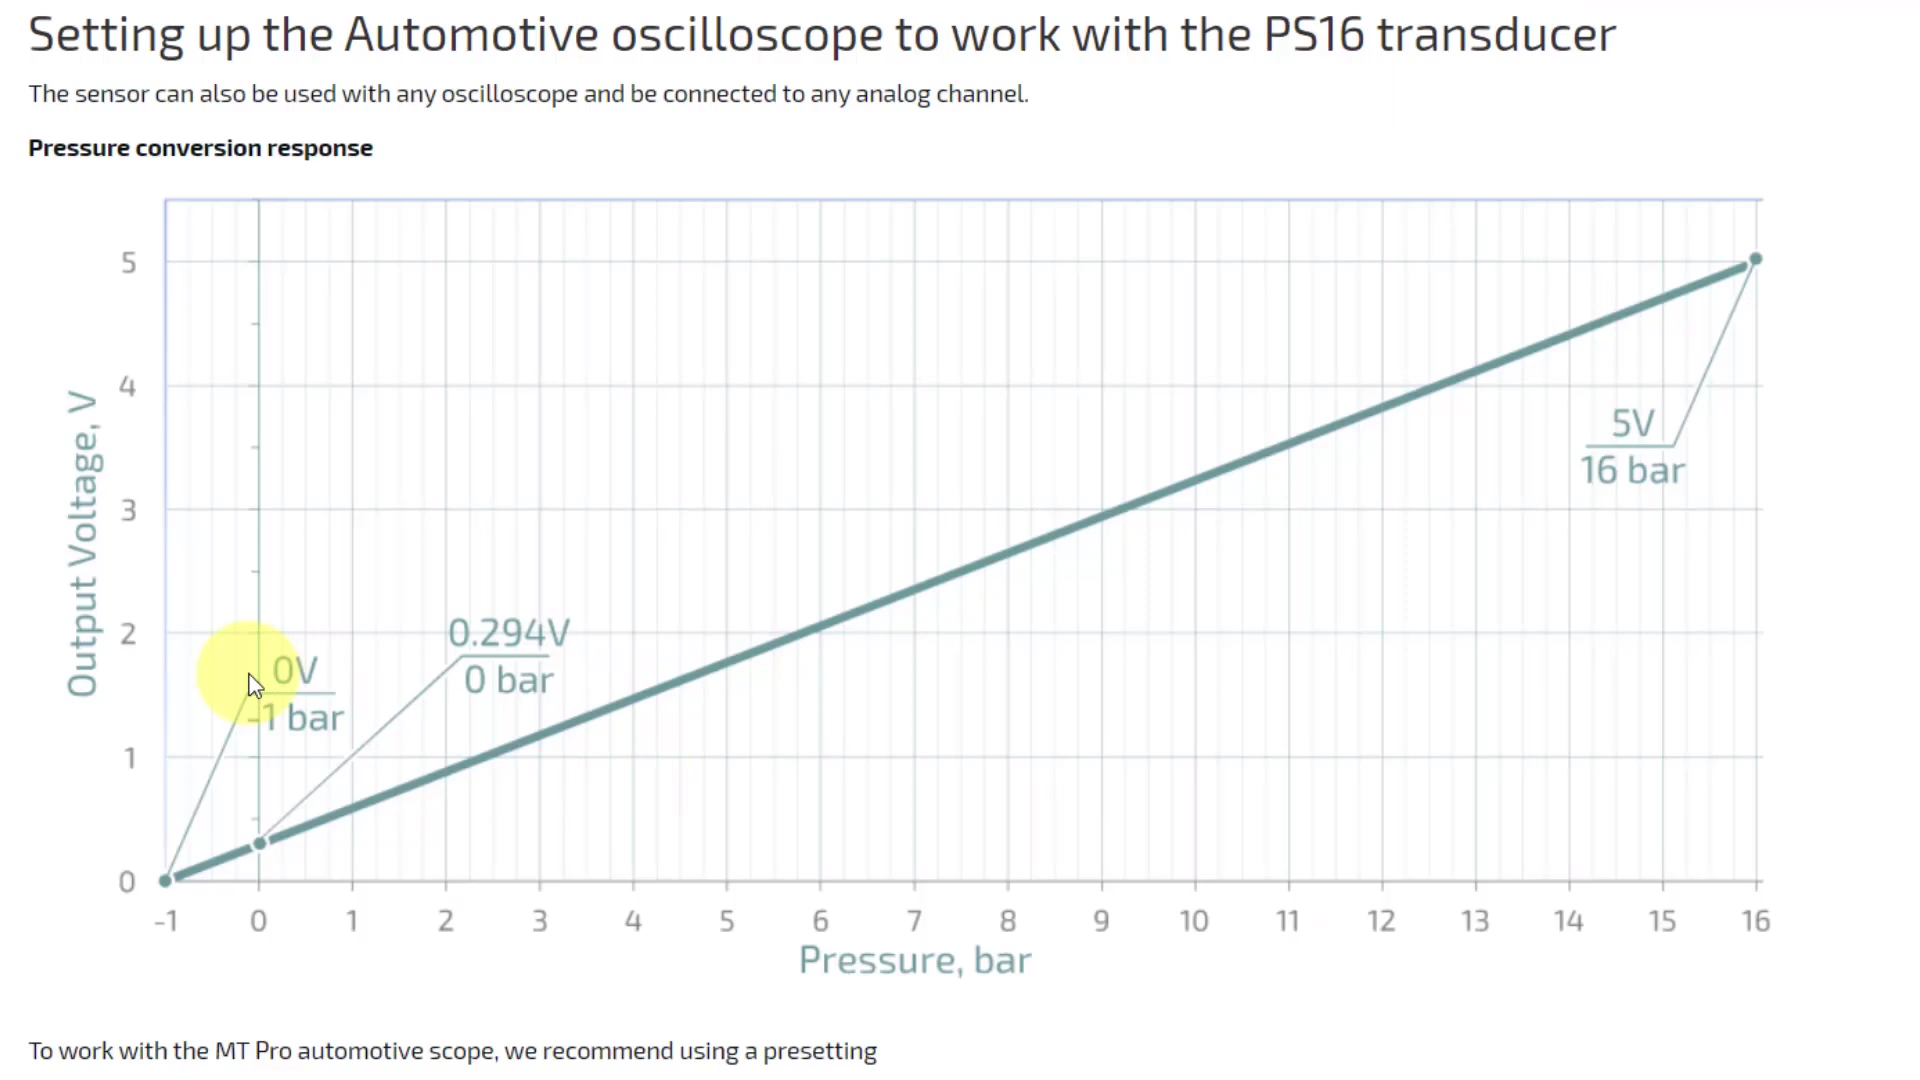 Setting up the Automotive oscilloscope to work with the PS16 transducer
The sensor can also be used with any oscilloscope and be connected to any analog channel.
Pressure conversion response
Output Voltage, V
5
4
3
2
1
0
5V
16 bar
0.294V
0 bar
0V
-1 bar
-1 0 1 2 3 4 5 6 7 8 9 10 11 12 13 14 15 16
Pressure, bar
To work with the MT Pro automotive scope, we recommend using a presetting